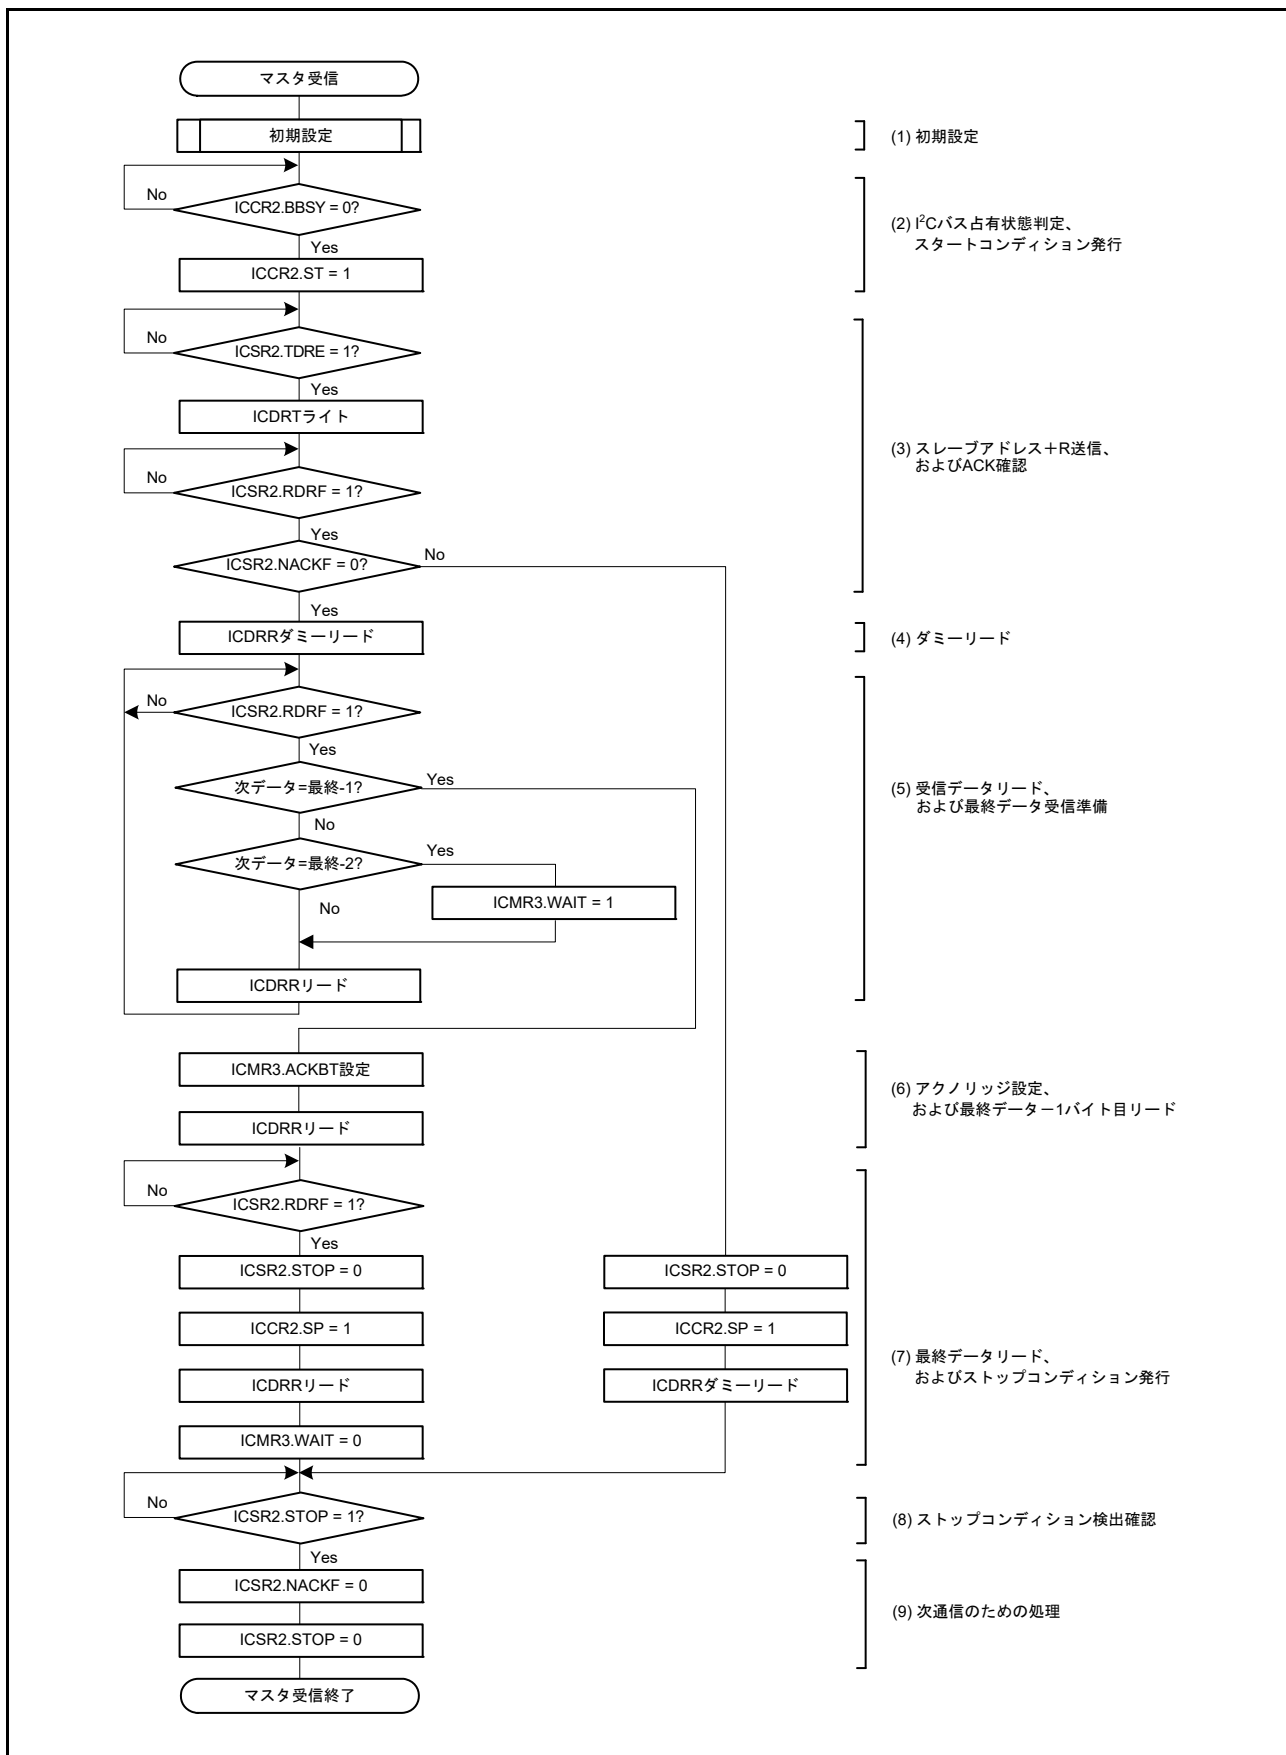 マスタ受信
初期設定
(1) 初期設定
No
ICCR2.BBSY = 0?
Yes
ICCR2.ST = 1
(2) I²Cバス占有状態判定、
スタートコンディション発行
No
ICSR2.TDRE = 1?
Yes
ICDRTライト
No
ICSR2.RDRF = 1?
Yes
ICSR2.NACKF = 0?
No
Yes
(3) スレーブアドレス+R送信、
およびACK確認
ICDRRダミーリード
(4) ダミーリード
No
ICSR2.RDRF = 1?
Yes
次データ=最終-1?
Yes
No
次データ=最終-2?
Yes
No
ICMR3.WAIT = 1
ICDRRリード
(5) 受信データリード、
および最終データ受信準備
ICMR3.ACKBT設定
ICDRRリード
(6) アクノリッジ設定、
および最終データ-1バイト目リード
No
ICSR2.RDRF = 1?
Yes
ICSR2.STOP = 0
ICCR2.SP = 1
ICDRRリード
ICMR3.WAIT = 0
ICSR2.STOP = 0
ICCR2.SP = 1
ICDRRダミーリード
(7) 最終データリード、
およびストップコンディション発行
No
ICSR2.STOP = 1?
Yes
(8) ストップコンディション検出確認
ICSR2.NACKF = 0
ICSR2.STOP = 0
(9) 次通信のための処理
マスタ受信終了